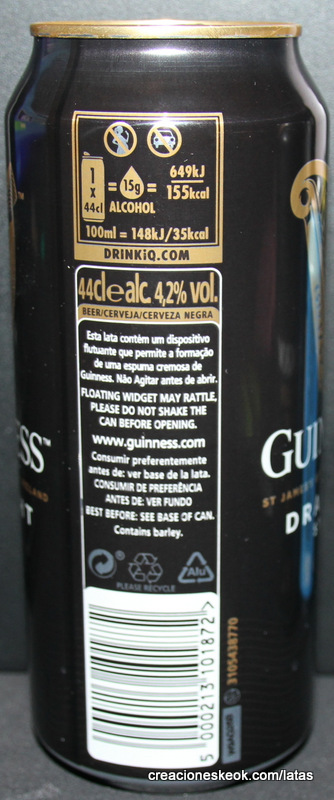 1
x
44cl
=
15g
ALCOHOL
=
649kJ
155kcal
100ml = 148kJ/35kcal
DRINKiQ.COM
44cl e alc. 4,2% vol.
BEER/CERVEJA/CERVEZA NEGRA
Esta lata contém um dispositivo
flutuante que permite a formação
de uma espuma cremosa de
Guinness. Não Agitar antes de abrir.
FLOATING WIDGET MAY RATTLE,
PLEASE DO NOT SHAKE THE
CAN BEFORE OPENING.
www.guinness.com
Consumir preferentemente
antes de: ver base de la lata.
CONSUMIR DE PREFERÊNCIA
ANTES DE: VER FUNDO
BEST BEFORE: SEE BASE OF CAN.
Contains barley.
Alu
PLEASE RECYCLE
5 000213 101872 >
3105438770
ESS™
ELAND
T
GUI
ST JAMES
DRA
creacioneskeok.com/latas